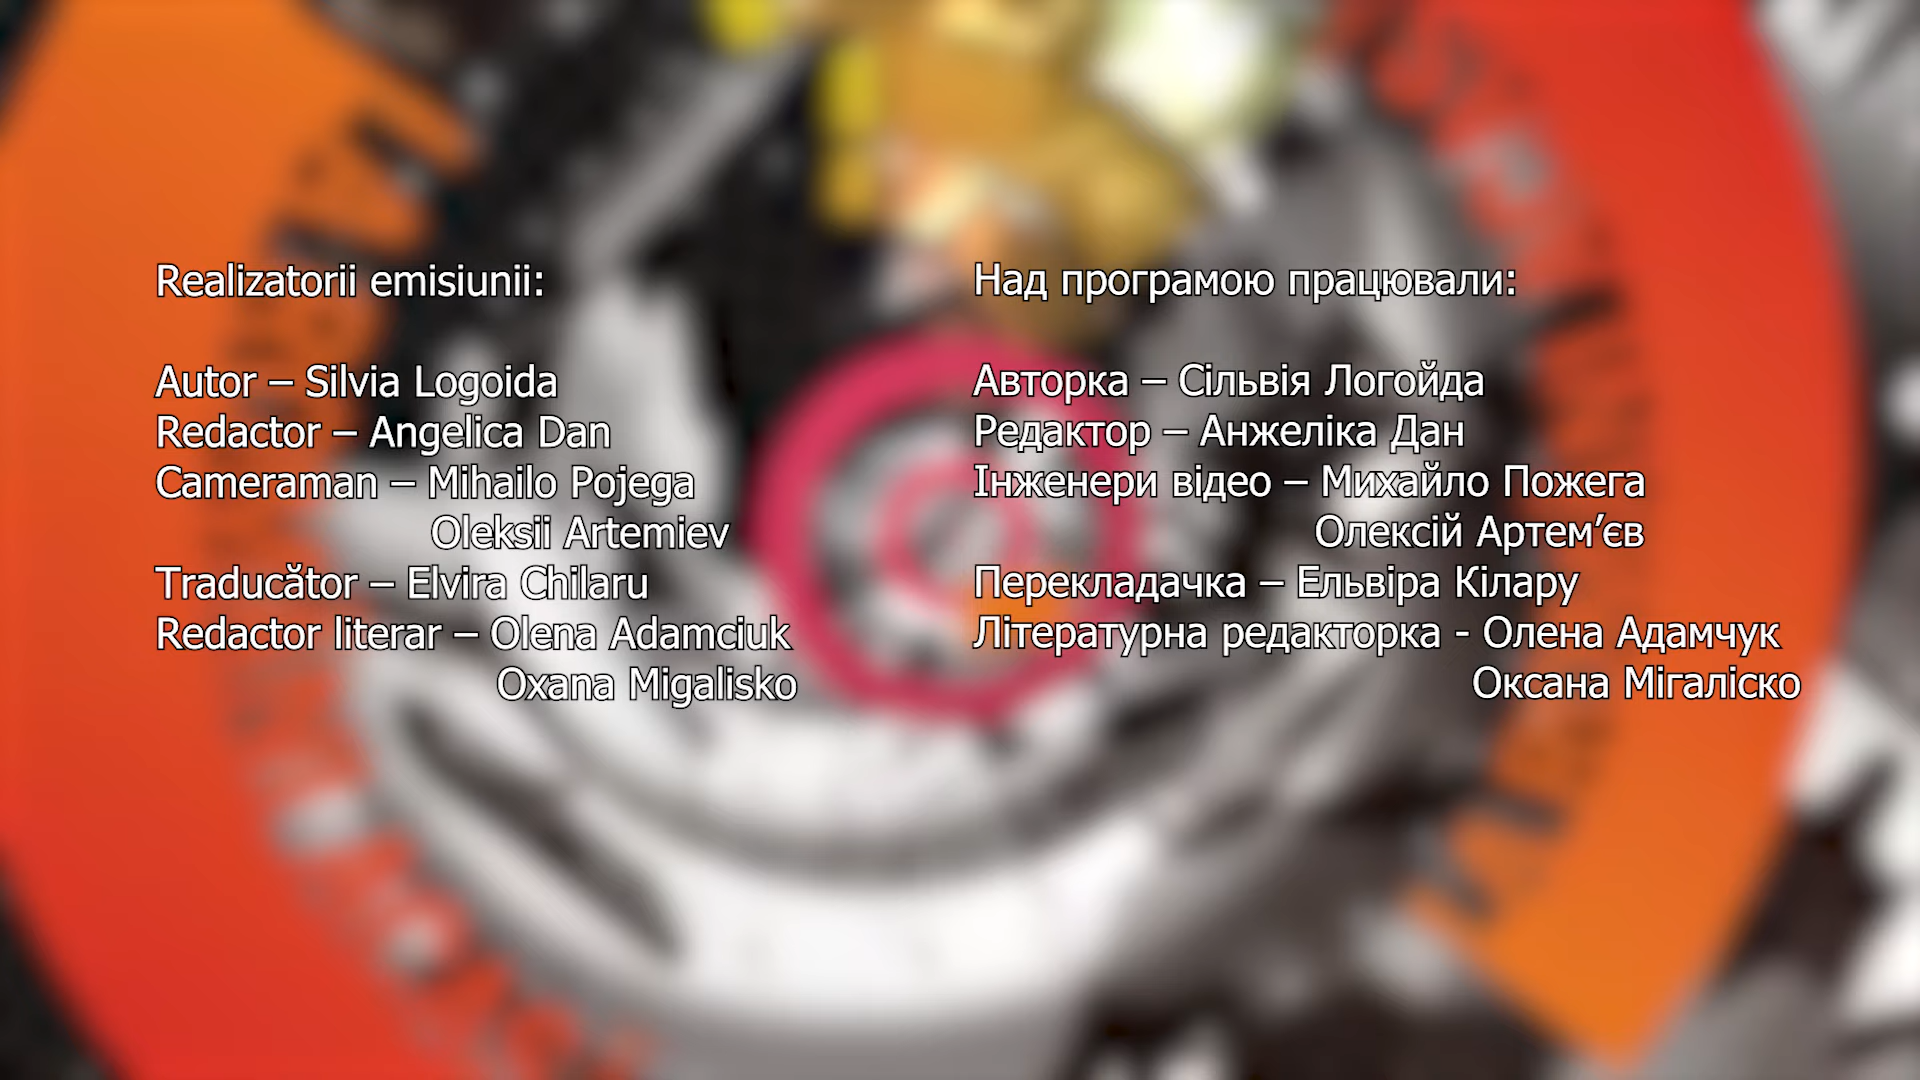 Realizatorii emisiunii:
Autor – Silvia Logoida
Redactor – Angelica Dan
Cameraman – Mihailo Pojega
Oleksii Artemiev
Traducător – Elvira Chilaru
Redactor literar – Olena Adamciuk
Oxana Migalisko
Над програмою працювали:
Авторка – Сільвія Логойда
Редактор – Анжеліка Дан
Інженери відео – Михайло Пожега
Олексій Артем’єв
Перекладачка – Ельвіра Кілару
Літературна редакторка - Олена Адамчук
Оксана Мігаліско